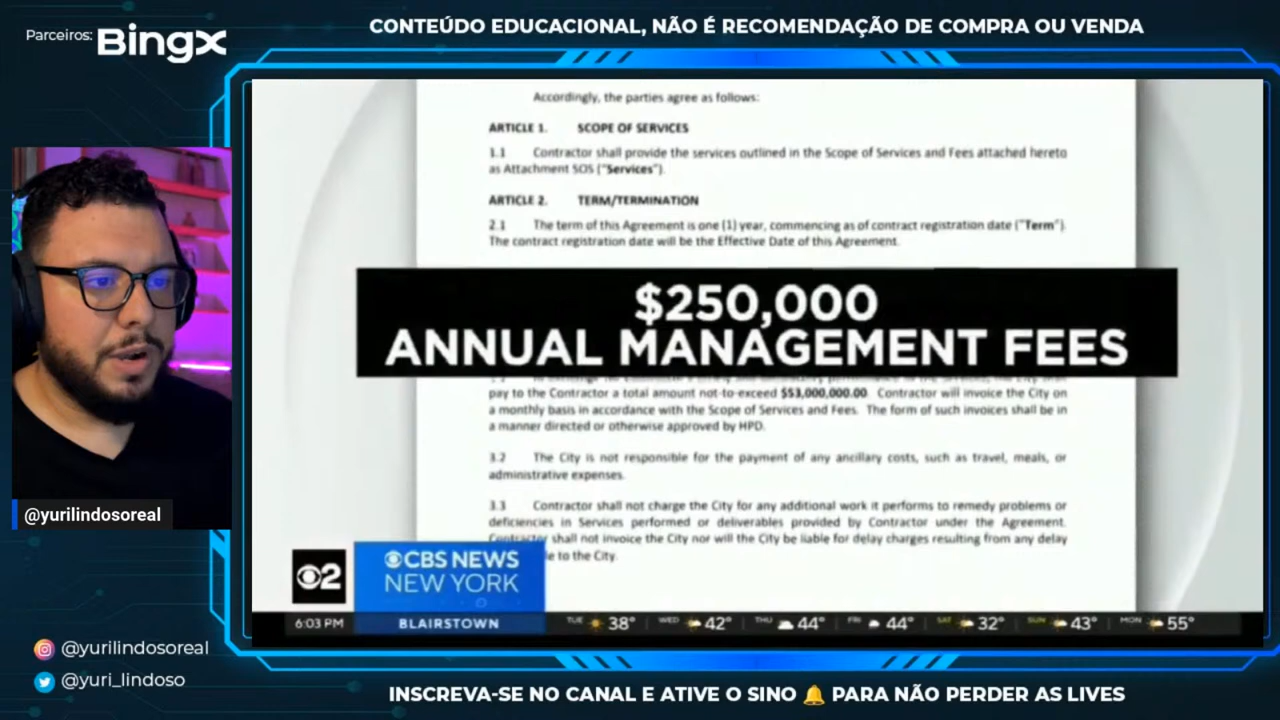 Parceiros: Bingx
CONTEÚDO EDUCACIONAL, NÃO É RECOMENDAÇÃO DE COMPRA OU VENDA
Accordingly, the parties agree as follows:
ARTICLE 1. SCOPE OF SERVICES
1.1 Contractor shall provide the services outlined in the Scope of Services and Fees attached hereto
as Attachment SOS ("Services").
ARTICLE 2. TERM/TERMINATION
2.1 The term of this Agreement is one (1) year, commencing as of contract registration date ("Term").
The contract registration date will be the Effective Date of this Agreement.
$250,000
ANNUAL MANAGEMENT FEES
pay to the Contractor a total amount not-to-exceed $53,000,000.00. Contractor will invoice the City on
a monthly basis in accordance with the Scope of Services and Fees. The form of such invoices shall be in
a manner directed or otherwise approved by HPD.
3.2 The City is not responsible for the payment of any ancillary costs, such as travel, meals, or
administrative expenses.
3.3 Contractor shall not charge the City for any additional work it performs to remedy problems or
deficiencies in Services performed or deliverables provided by Contractor under the Agreement.
Contractor shall not invoice the City nor will the City be liable for delay charges resulting from any delay
to the City.
@yurilindosoreal
2
CBS NEWS
NEW YORK
6:03 PM BLAIRSTOWN TUE 38° WED 42° THU 44° FRI 44° SAT 32° SUN 43° MON 55°
@yurilindosoreal
@yuri_lindoso
INSCREVA-SE NO CANAL E ATIVE O SINO 🔔 PARA NÃO PERDER AS LIVES